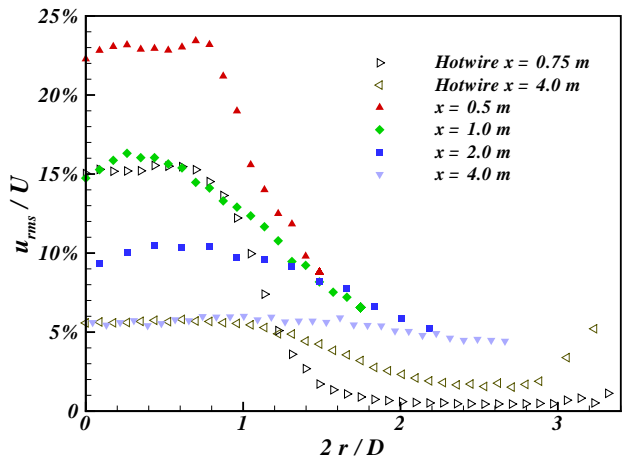 25%
20%
15%
10%
5%
0
0
1
2
3
u_rms / U
2 r / D
Hotwire x = 0.75 m
Hotwire x = 4.0 m
x = 0.5 m
x = 1.0 m
x = 2.0 m
x = 4.0 m